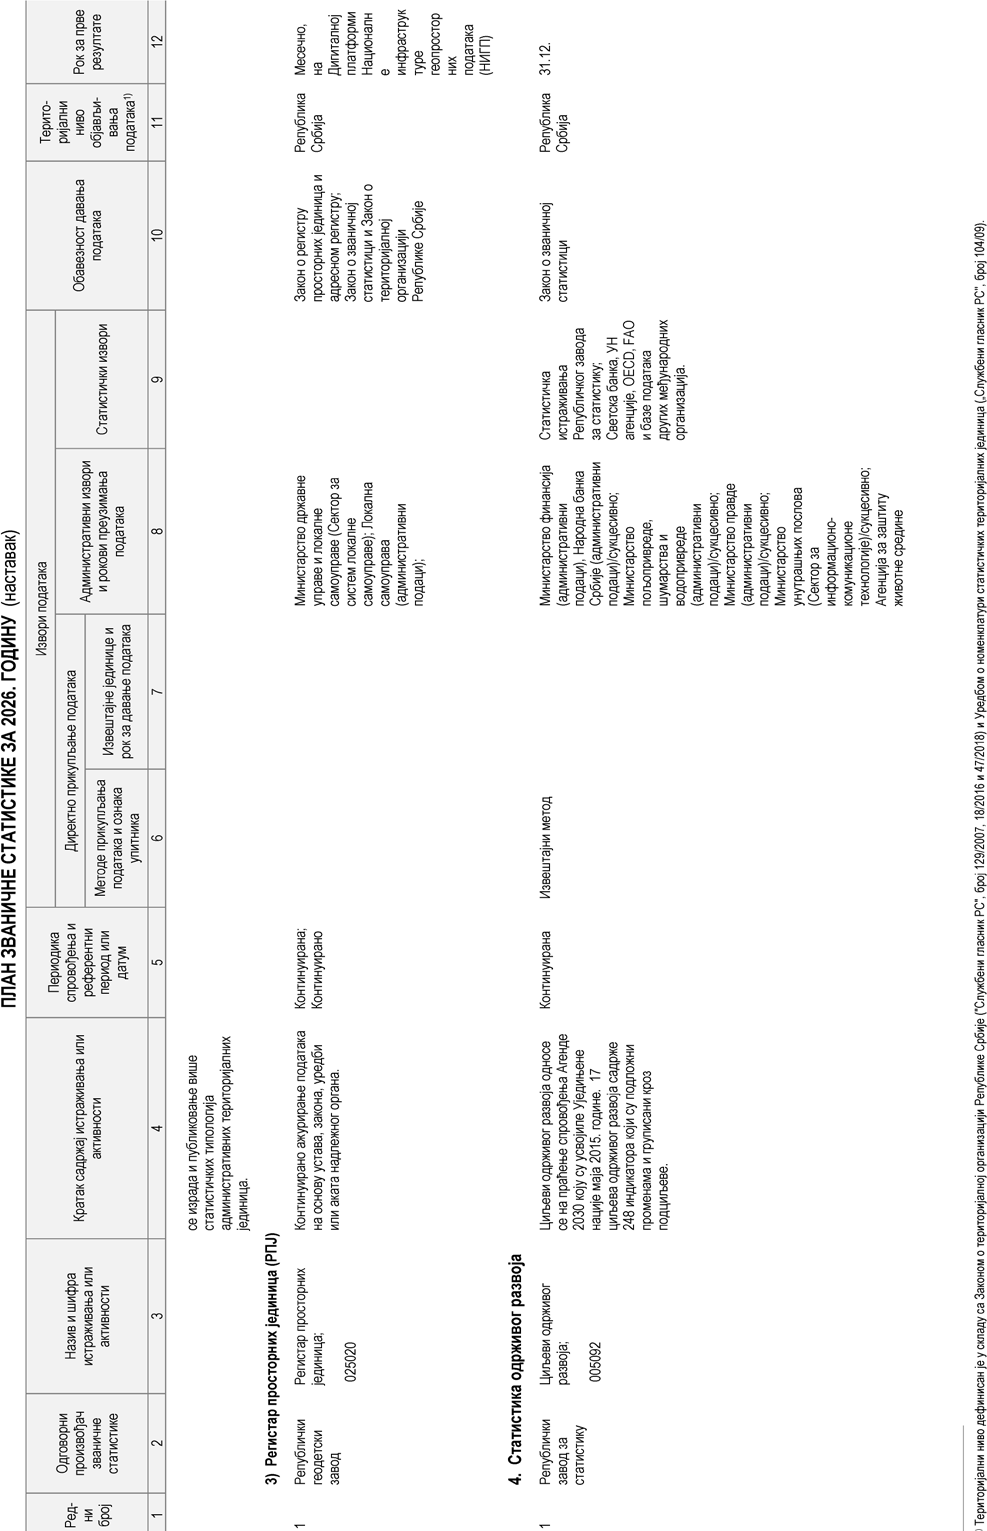 ПЛАН ЗВАНИЧНЕ СТАТИСТИКЕ ЗА 2026. ГОДИНУ (наставак)
Ред-
ни
број
Одговорни
произвођач
званичне
статистике
Назив и шифра
истраживања или
активности
Кратак садржај истраживања или
активности
Периодика
спровођења и
референтни
период или
датум
Извори података
Директно прикупљање података
Методе прикупљања
података и ознака
упитника
Извештајне јединице и
рок за давање података
Административни извори
и рокови преузимања
података
Статистички извори
Обавезност давања
података
Терито-
ријални
ниво
објављи-
вања
података1)
Рок за прве
резултате
1 2 3 4 5 6 7 8 9 10 11 12
се израда и публиковање више
статистичких типологија
административних територијалних
јединица.
3) Регистар просторних јединица (РПЈ)
1
Републички
геодетски
завод
Регистар просторних
јединица;
025020
Континуирано ажурирање података
на основу устава, закона, уредби
или аката надлежног органа.
Континуирана;
Континуирано
Министарство државне
управе и локалне
самоуправе (Сектор за
систем локалне
самоуправе); Локална
самоуправа
(административни
подаци);
Закон о регистру
просторних јединица и
адресном регистру;
Закон о званичној
статистици и Закон о
територијалној
организацији
Републике Србије
Република
Србија
Месечно,
на
Дигиталној
платформи
Националн
е
инфраструк
туре
геопростор
них
података
(НИГП)
4. Статистика одрживог развоја
1
Републички
завод за
статистику
Циљеви одрживог
развоја;
005092
Циљеви одрживог развоја односе
се на праћење спровођења Агенде
2030 коју су усвојиле Уједињене
нације маја 2015. године. 17
циљева одрживог развоја садрже
248 индикатора који су подложни
променама и груписани кроз
подциљеве.
Континуирана
Извештајни метод
Министарство финансија
(административни
подаци), Народна банка
Србије (административни
подаци)/сукцесивно;
Министарство
пољопривреде,
шумарства и
водопривреде
(административни
подаци)/сукцесивно;
Министарство правде
(административни
подаци)/сукцесивно;
Министарство
унутрашњих послова
(Сектор за
информационо-
комуникационе
технологије)/сукцесивно;
Агенција за заштиту
животне средине
Статистичка
истраживања
Републичког завода
за статистику;
Светска банка, УН
агенције, OECD, FAO
и базе података
других међународних
организација.
Закон о званичној
статистици
Република
Србија
31.12.
) Територијални ниво дефинисан је у складу са Законом о територијалној организацији Републике Србије ("Службени гласник РС", број 129/2007, 18/2016 и 47/2018) и Уредбом о номенклатури статистичких територијалних јединица („Службени гласник РС", број 104/09).